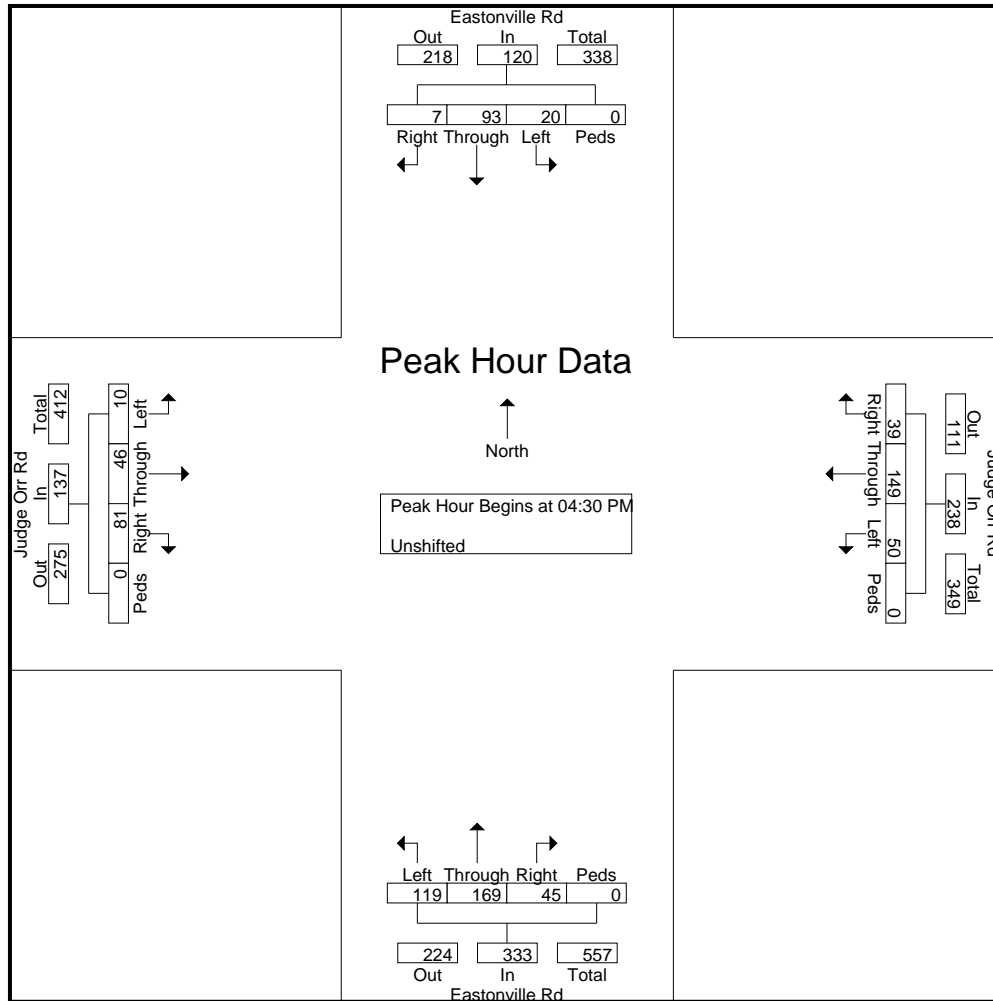 Eastonville Rd
Out In Total
218 120 338
7 93 20 0
Right Through Left Peds
Peak Hour Data
North
Peak Hour Begins at 04:30 PM
Unshifted
Judge Orr Rd
Total In Out
412 137 275
10 46 81 0
Left Through Right Peds
Right Through Left Peds
39 149 50 0
Out In Total
111 238 349
Judge Orr Rd
Left Through Right Peds
119 169 45 0
224 333 557
Out In Total
Eastonville Rd